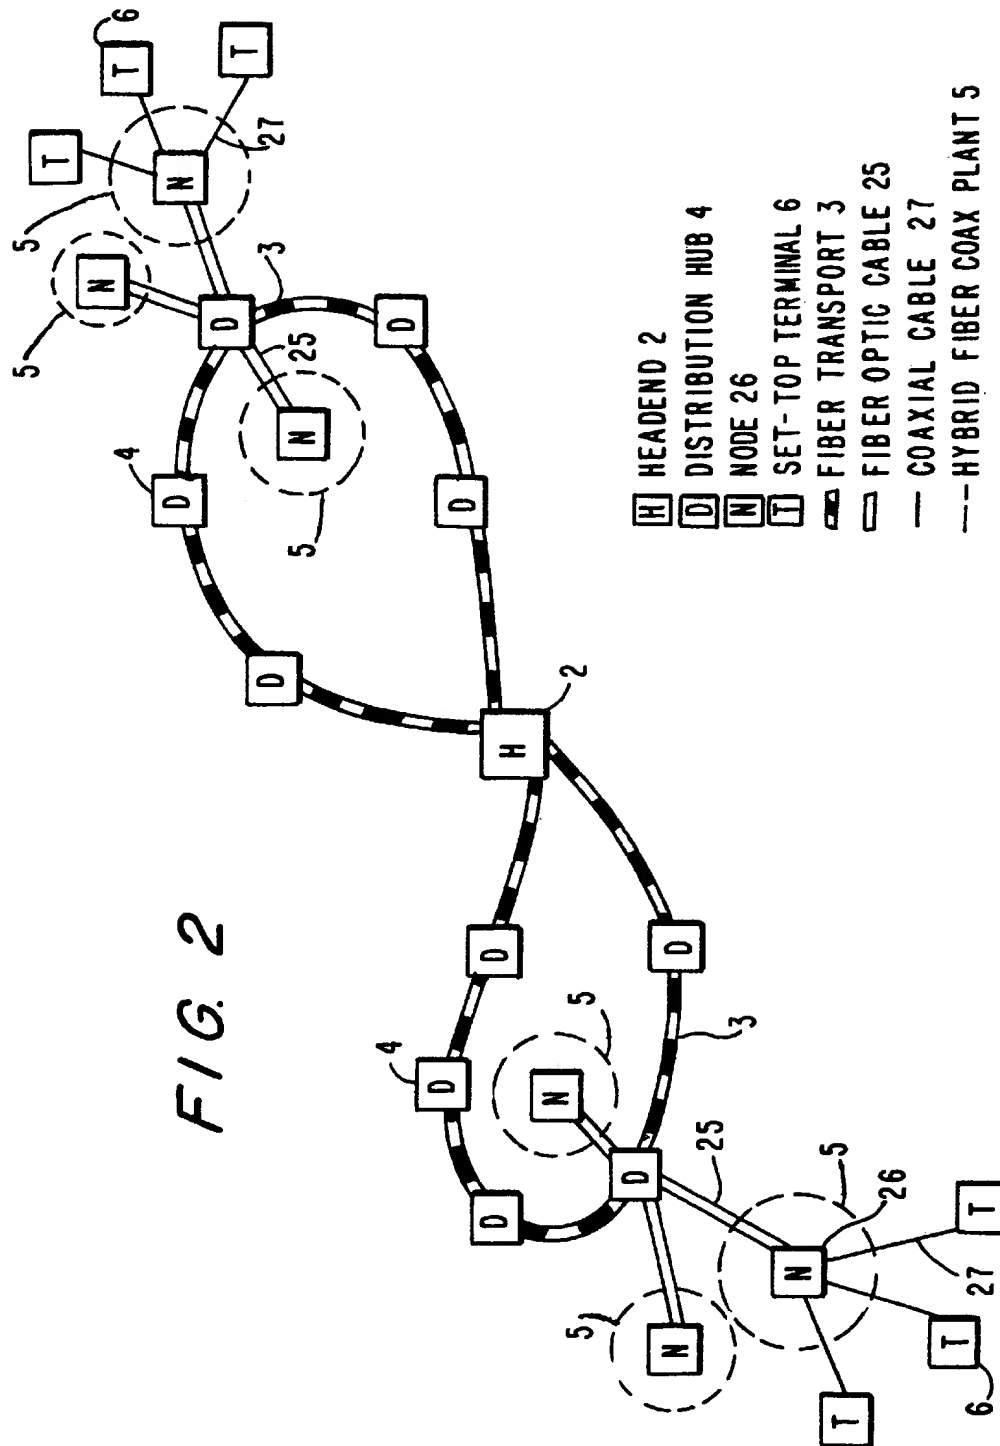 FIG. 2
5
5
T
6
T
N
4
T
N
D
D
3
27
D
25
5
N
4
D
D
D
D
D
H
2
N
5
5
D
N
D
25
3
N
5
26
T
T
T
6
27
H HEADEND 2
D DISTRIBUTION HUB 4
N NODE 26
T SET-TOP TERMINAL 6
FIBER TRANSPORT 3
FIBER OPTIC CABLE 25
COAXIAL CABLE 27
HYBRID FIBER COAX PLANT 5